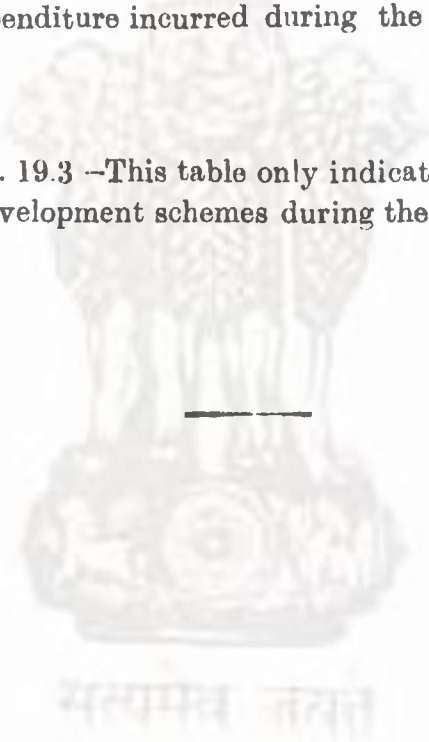 enditure incurred during the
. 19.3 –This table only indicat
velopment schemes during the
सत्यमेव जयते